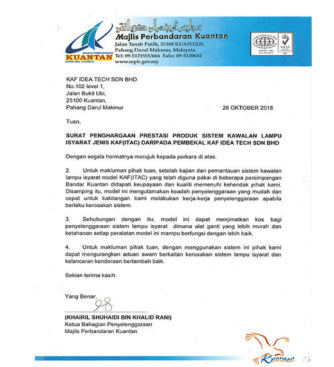 Majlis Perbandaran Kuantan
Jalan Tanah Putih, 25100 KUANTAN,
Pahang Darul Makmur, Malaysia.
www.mpk.gov.my
KUANTAN
KAF IDEA TECH SDN BHD
No.102 level 1,
Jalan Bukit Ubi,
25100 Kuantan,
Pahang Darul Makmur
26 OKTOBER 2018
Tuan,
SURAT PENGHARGAAN PRESTASI PRODUK SISTEM KAWALAN LAMPU
ISYARAT JENIS KAF(ITAC) DARIPADA PEMBEKAL KAF IDEA TECH SDN BHD
Dengan segala hormatnya merujuk kepada perkara di atas.
2. Untuk makluman pihak tuan, setelah kajian dan pemantauan sistem kawalan
lampu isyarat model KAF(ITAC) yang telah diguna pakai di beberapa persimpangan
Bandar Kuantan didapati keupayaan dan kualiti memenuhi kehendak pihak kami.
Disamping itu, model ini mengutamakan keadah penyelenggaraan yang mudah dan
cepat untuk kakitangan kami melakukan kerja-kerja penyelenggaraan apabila
berlaku kerosakan sistem.
3. Sehubungan dengan itu, model ini dapat menjimatkan kos bagi
penyelenggaraan sistem lampu isyarat dimana alat ganti yang lebih murah dan
ketahanan setiap peralatan model ini mampu berfungsi dengan lebih baik.
4. Untuk makluman pihak tuan, dengan menggunakan sistem ini pihak kami
dapat mengurangkan aduan awam berkaitan kerosakan sistem lampu isyarat dan
kelancaran kenderaan bertambah baik.
Sekian terima kasih.
Yang Benar,
(KHAIRIL SHUHAIDI BIN KHALID RANI)
Ketua Bahagian Penyelenggaraan
Majlis Perbandaran Kuantan
Kuantan